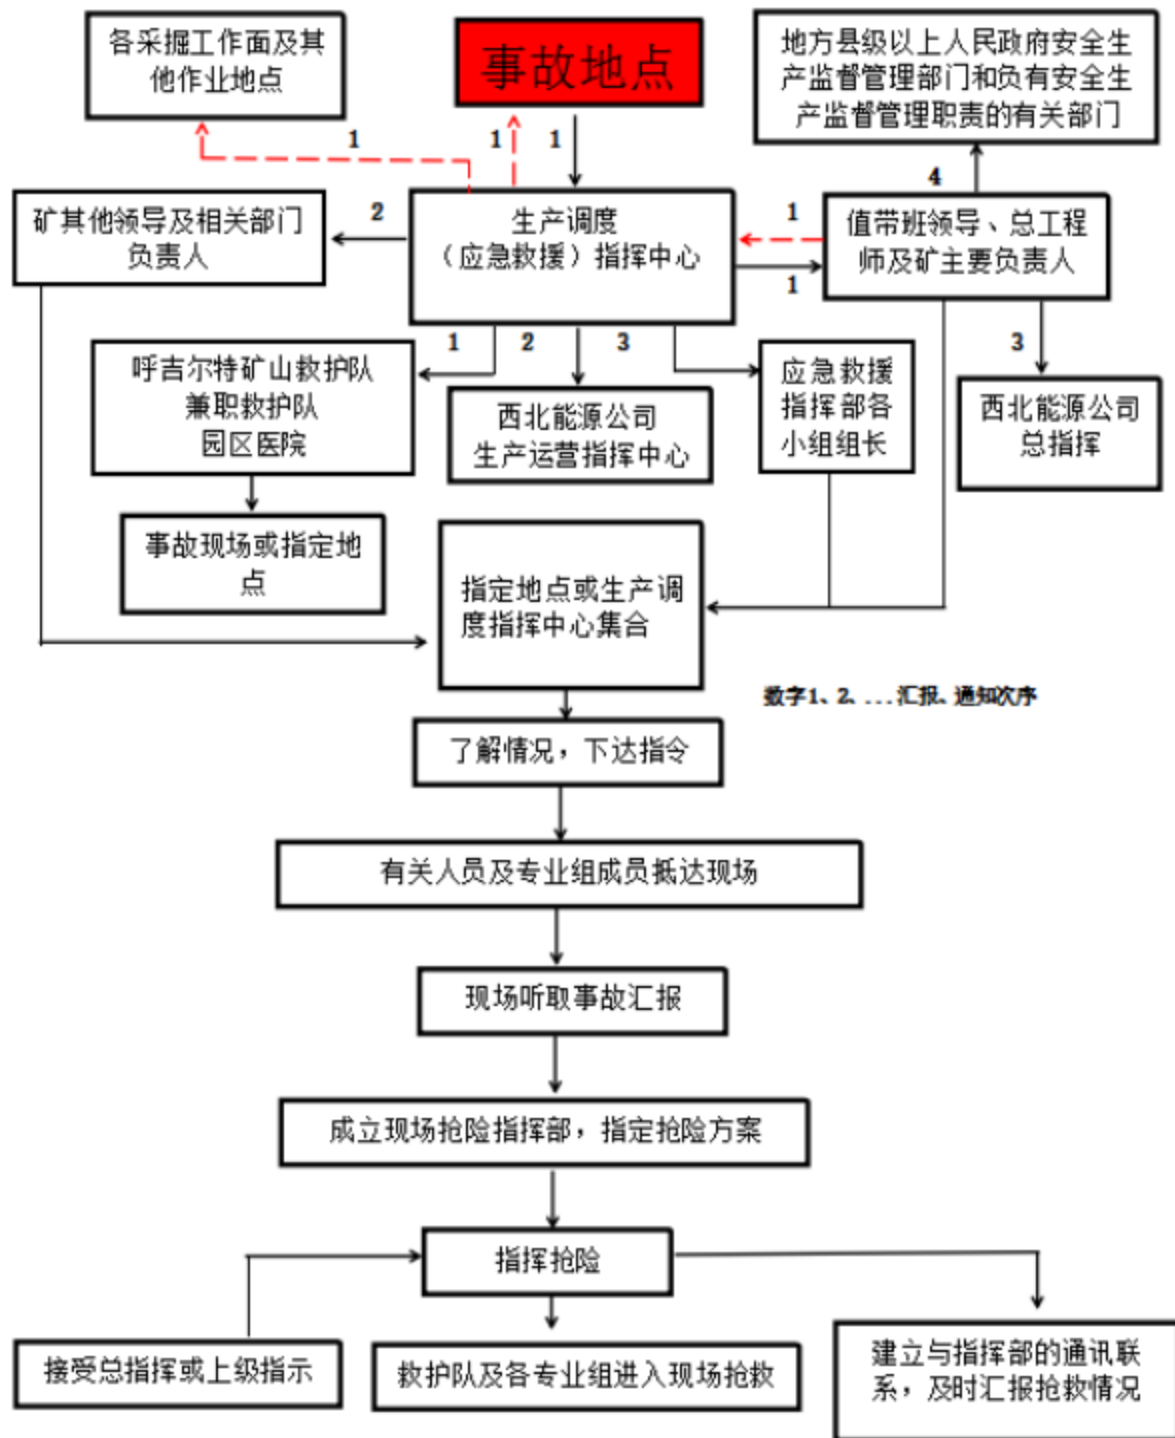 各采掘工作面及其
他作业地点
事故地点
地方县级以上人民政府安全生
产监督管理部门和负有安全生
产监督管理职责的有关部门
1
1
1
4
矿其他领导及相关部门
负责人
2
生产调度
（应急救援）指挥中心
1
1
值带班领导、总工程
师及矿主要负责人
1
2
3
3
呼吉尔特矿山救护队
兼职救护队
园区医院
西北能源公司
生产运营指挥中心
应急救援
指挥部各
小组组长
西北能源公司
总指挥
事故现场或指定地
点
指定地点或生产调
度指挥中心集合
数字1、2、...汇报、通知次序
了解情况，下达指令
有关人员及专业组成员抵达现场
现场听取事故汇报
成立现场抢险指挥部，指定抢险方案
指挥抢险
接受总指挥或上级指示
救护队及各专业组进入现场抢救
建立与指挥部的通讯联
系，及时汇报抢救情况